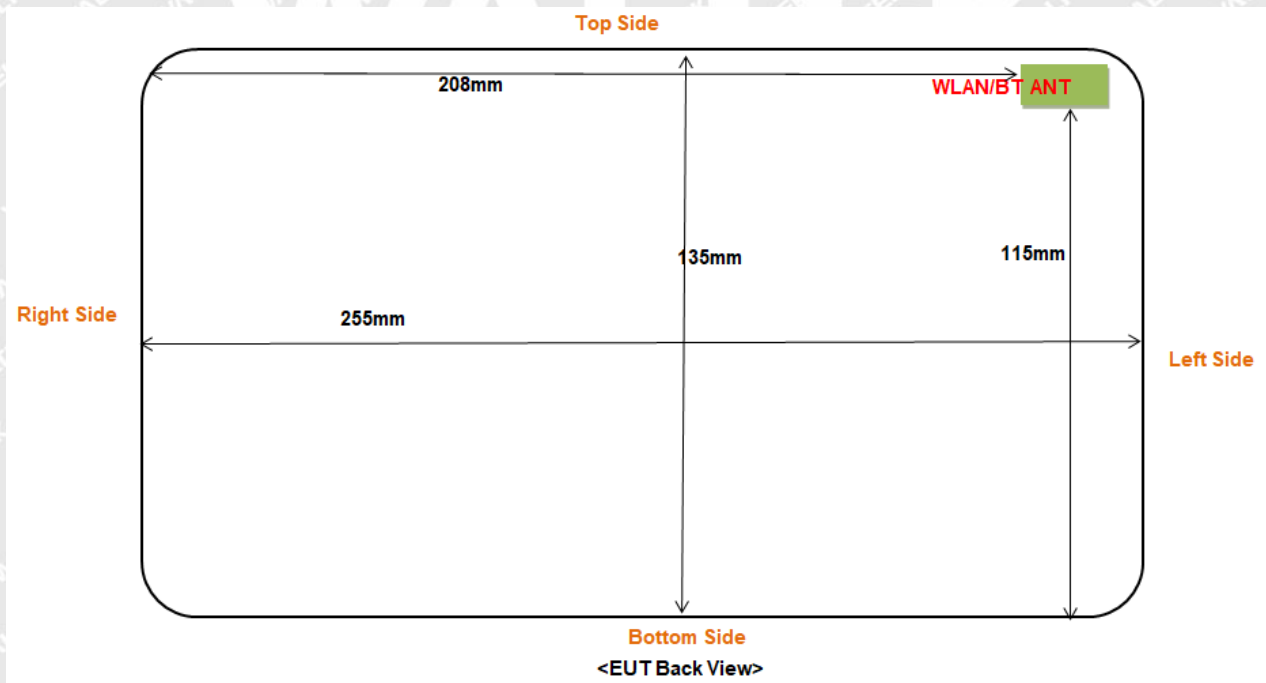 Top Side
208mm
WLAN/BT ANT
135mm
115mm
Right Side
255mm
Left Side
Bottom Side
<EUT Back View>